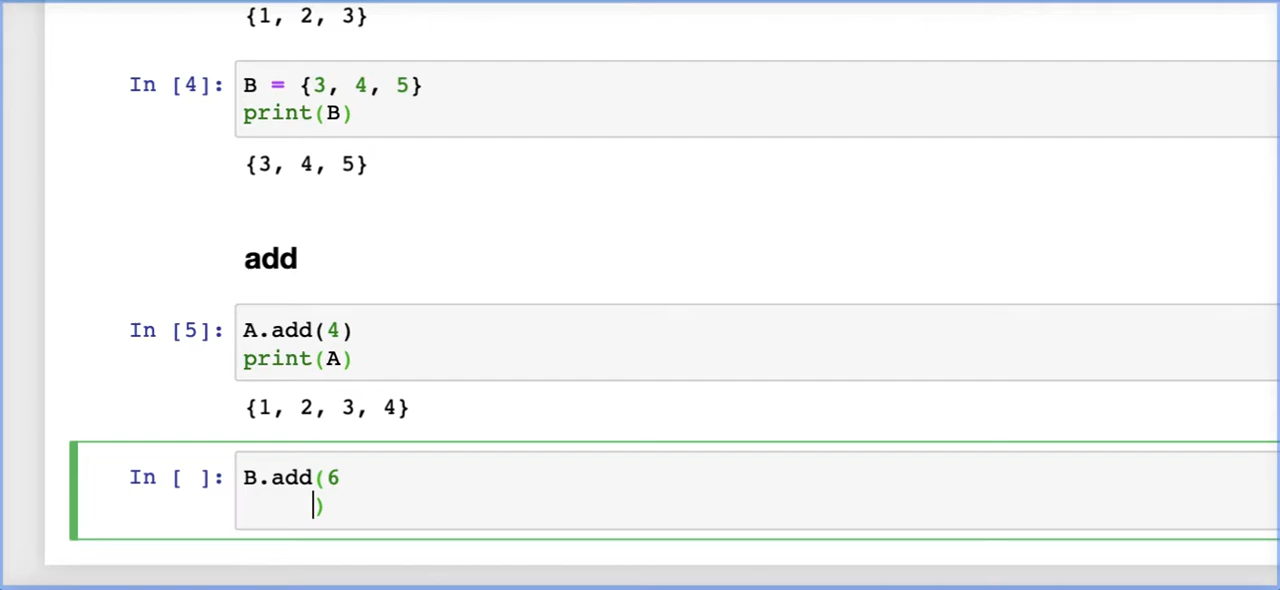 {1, 2, 3}
In [4]: B = {3, 4, 5}
print(B)
{3, 4, 5}
add
In [5]: A.add(4)
print(A)
{1, 2, 3, 4}
In [ ]: B.add(6
)